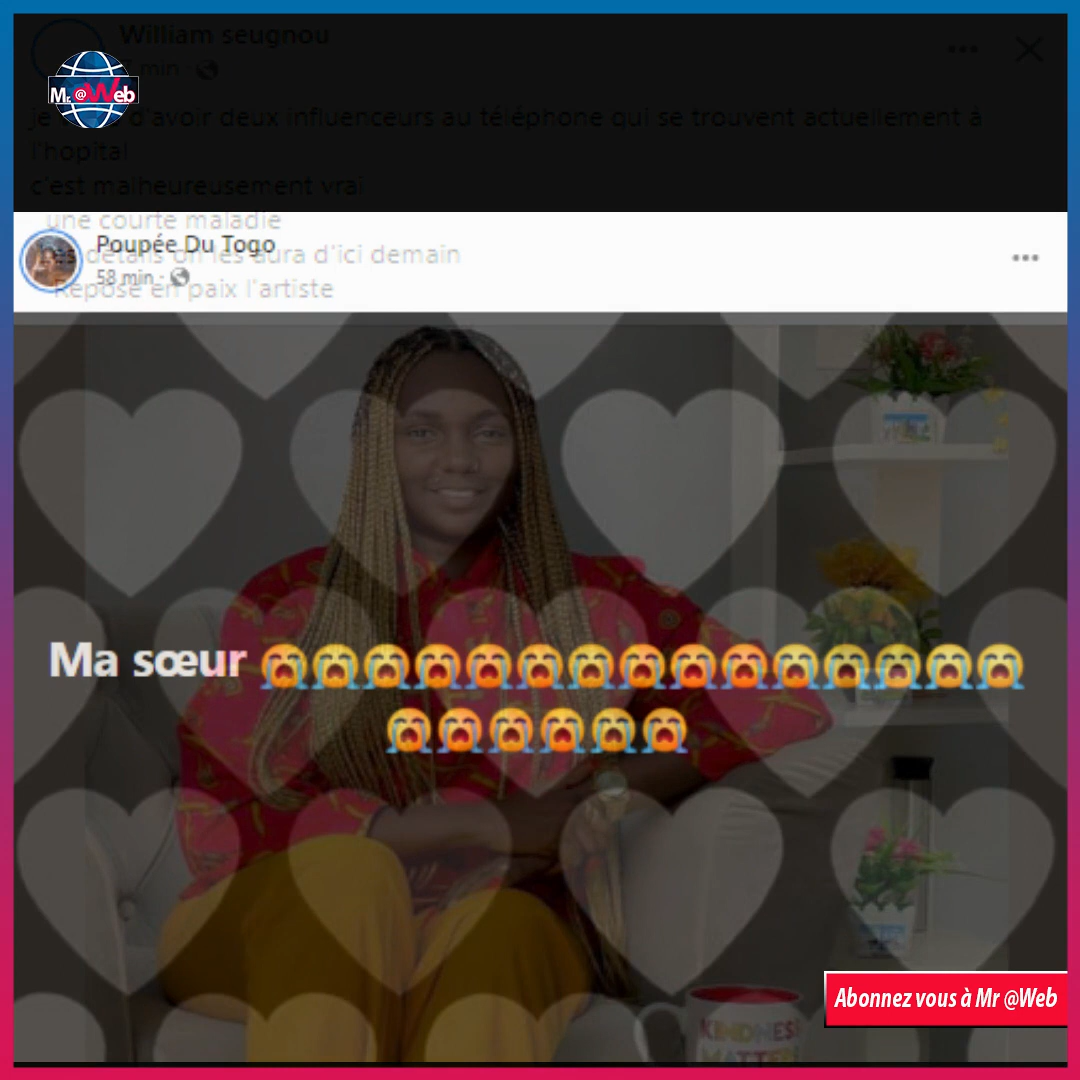 William seugnou
min
Mr. @Web
je d'avoir deux influenceurs au téléphone qui se trouvent actuellement à
l'hopital
c'est malheureusement vrai
une courte maladie
Poupée Du Togo
détails on les aura d'ici demain
58 min
Repose en paix l'artiste
Ma sœur 😭😭😭😭😭😭😭😭😭😭😭😭😭😭😭
😭😭😭😭😭😭
Abonnez vous à Mr @Web
KINDNESS
MATTERS